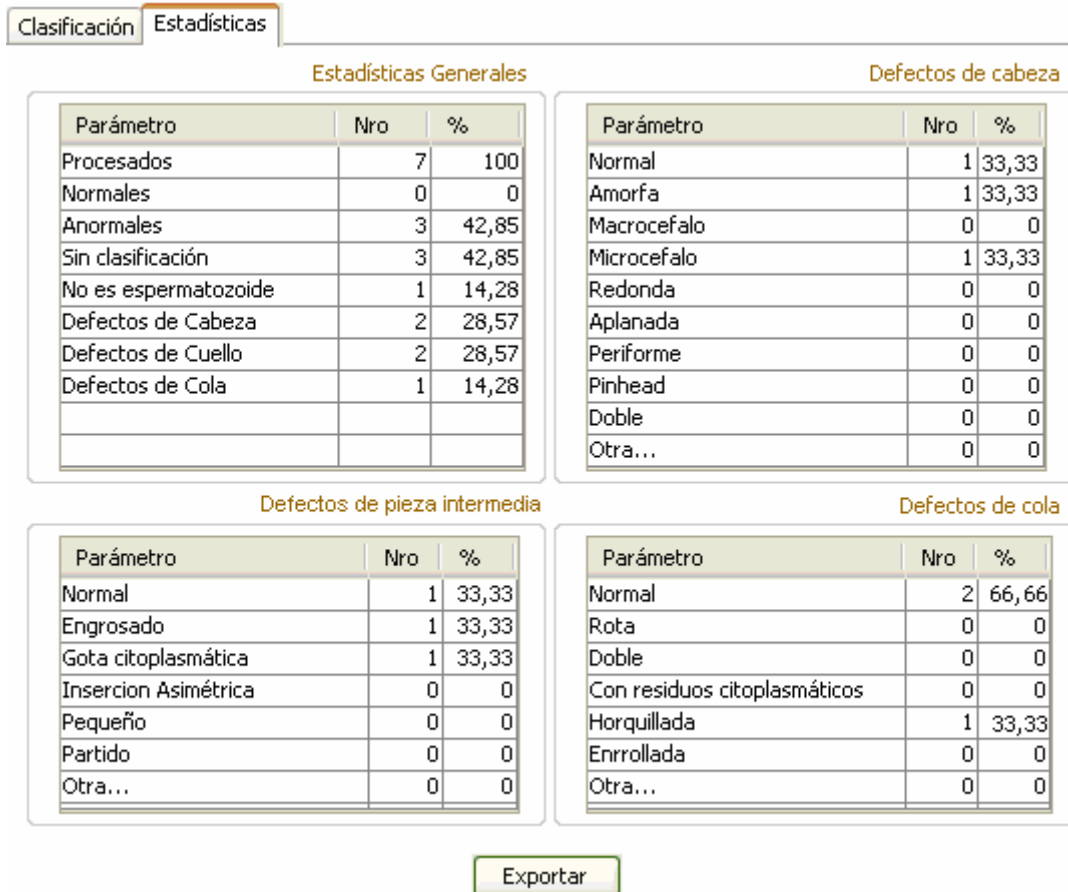 Clasificación Estadísticas
Estadísticas Generales
Parámetro Nro %
Procesados 7 100
Normales 0 0
Anormales 3 42,85
Sin clasificación 3 42,85
No es espermatozoide 1 14,28
Defectos de Cabeza 2 28,57
Defectos de Cuello 2 28,57
Defectos de Cola 1 14,28
Defectos de cabeza
Parámetro Nro %
Normal 1 33,33
Amorfa 1 33,33
Macrocefalo 0 0
Microcefalo 1 33,33
Redonda 0 0
Aplanada 0 0
Periforme 0 0
Pinhead 0 0
Doble 0 0
Otra... 0 0
Defectos de pieza intermedia
Parámetro Nro %
Normal 1 33,33
Engrosado 1 33,33
Gota citoplasmática 1 33,33
Insercion Asimétrica 0 0
Pequeño 0 0
Partido 0 0
Otra... 0 0
Defectos de cola
Parámetro Nro %
Normal 2 66,66
Rota 0 0
Doble 0 0
Con residuos citoplasmáticos 0 0
Horquillada 1 33,33
Enrrollada 0 0
Otra... 0 0
Exportar